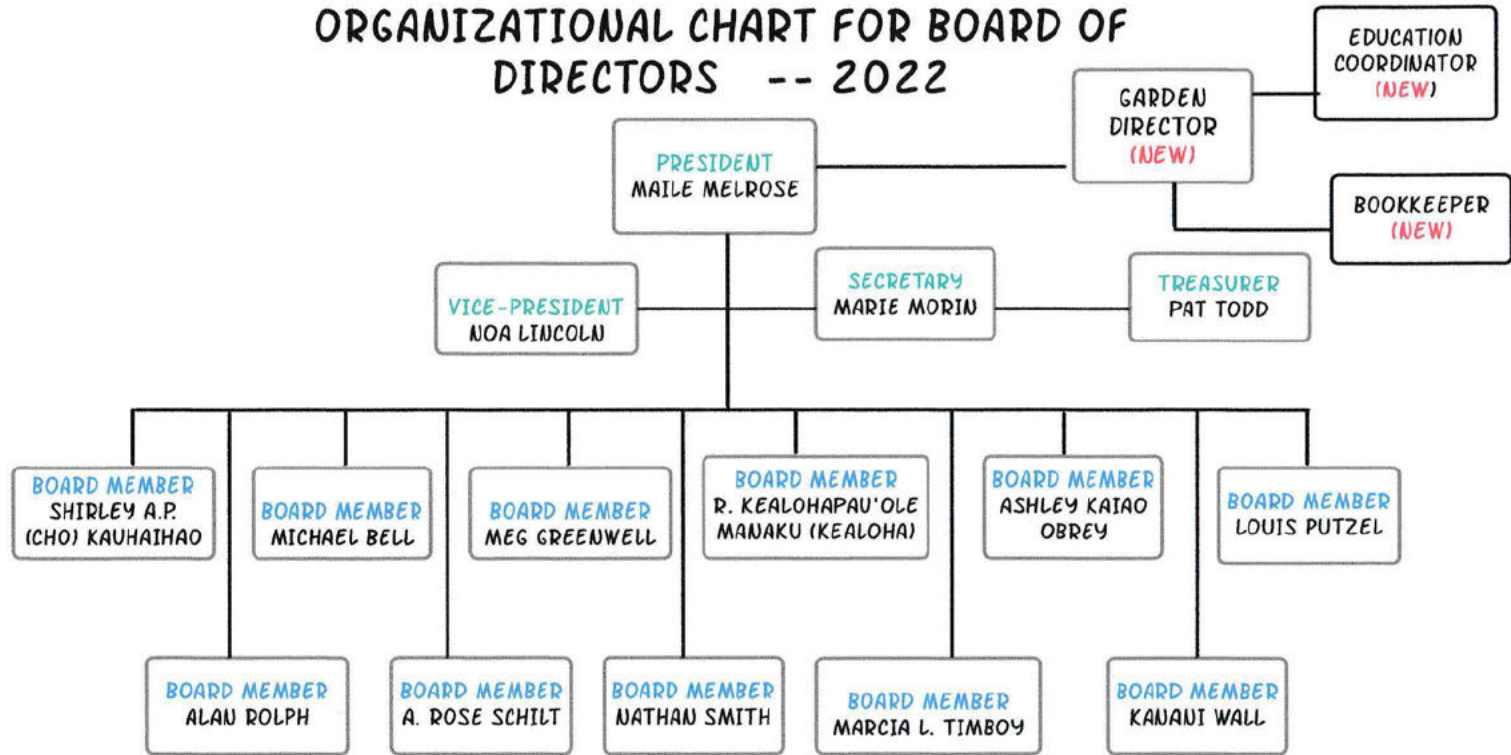 ORGANIZATIONAL CHART FOR BOARD OF
DIRECTORS -- 2022
EDUCATION
COORDINATOR
(NEW)
GARDEN
DIRECTOR
(NEW)
PRESIDENT
MAILE MELROSE
BOOKKEEPER
(NEW)
VICE-PRESIDENT
NOA LINCOLN
SECRETARY
MARIE MORIN
TREASURER
PAT TODD
BOARD MEMBER
SHIRLEY A.P.
(CHO) KAUHAIHAO
BOARD MEMBER
MICHAEL BELL
BOARD MEMBER
MEG GREENWELL
BOARD MEMBER
R. KEALOHAPAU'OLE
MANAKU (KEALOHA)
BOARD MEMBER
ASHLEY KAIAO
OBREY
BOARD MEMBER
LOUIS PUTZEL
BOARD MEMBER
ALAN ROLPH
BOARD MEMBER
A. ROSE SCHILT
BOARD MEMBER
NATHAN SMITH
BOARD MEMBER
MARCIA L. TIMBOY
BOARD MEMBER
KANANI WALL